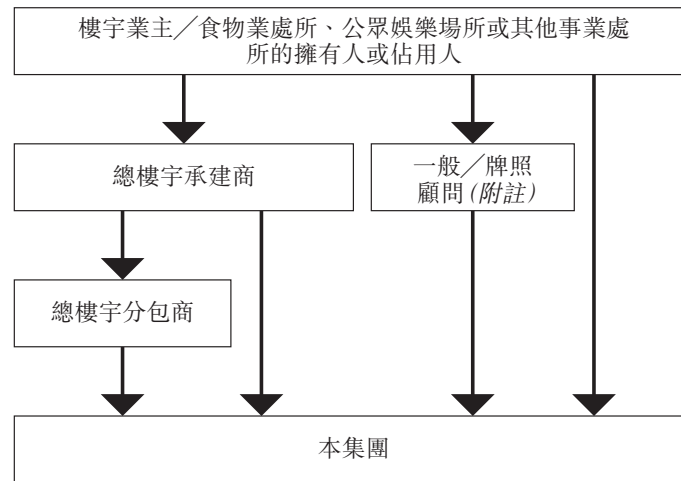 樓宇業主／食物業處所、公眾娛樂場所或其他事業處
所的擁有人或佔用人
總樓宇承建商
一般／牌照
顧問(附註)
總樓宇分包商
本集團